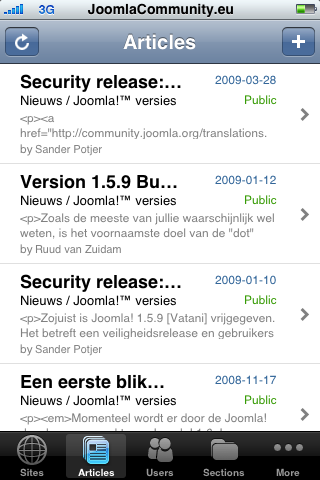 3G JoomlaCommunity.eu
Articles
Security release:... 2009-03-28
Nieuws / Joomla!™ versies Public
<p><a
href="http://community.joomla.org/translations.
by Sander Potjer
Version 1.5.9 Bu... 2009-01-12
Nieuws / Joomla!™ versies Public
<p>Zoals de meeste van jullie waarschijnlijk wel
weten, is het voornaamste doel van de "dot"
by Ruud van Zuidam
Security release:... 2009-01-10
Nieuws / Joomla!™ versies Public
<p>Zojuist is Joomla! 1.5.9 [Vatani] vrijgegeven.
Het betreft een veiligheidsrelease en gebruikers
by Sander Potjer
Een eerste blik... 2008-11-17
Nieuws / Joomla!™ versies Public
<p><em>Momenteel wordt er door de Joomla!
Sites Articles Users Sections More